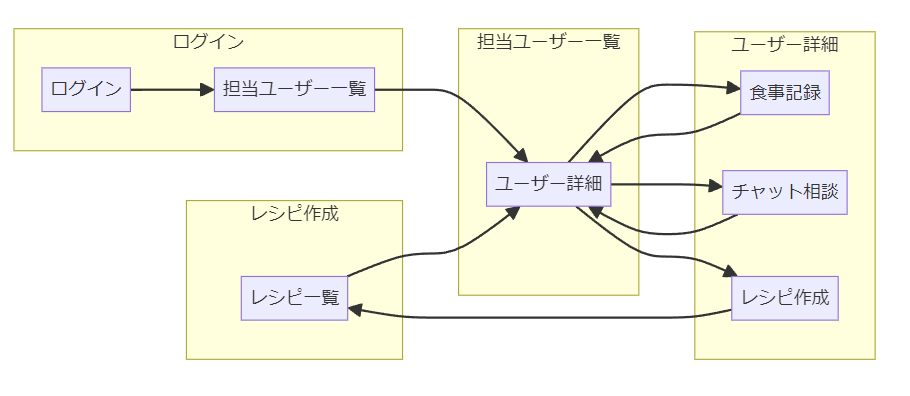 ログイン
ログイン
担当ユーザー一覧
担当ユーザー一覧
ユーザー詳細
ユーザー詳細
食事記録
チャット相談
レシピ作成
レシピ作成
レシピ一覧